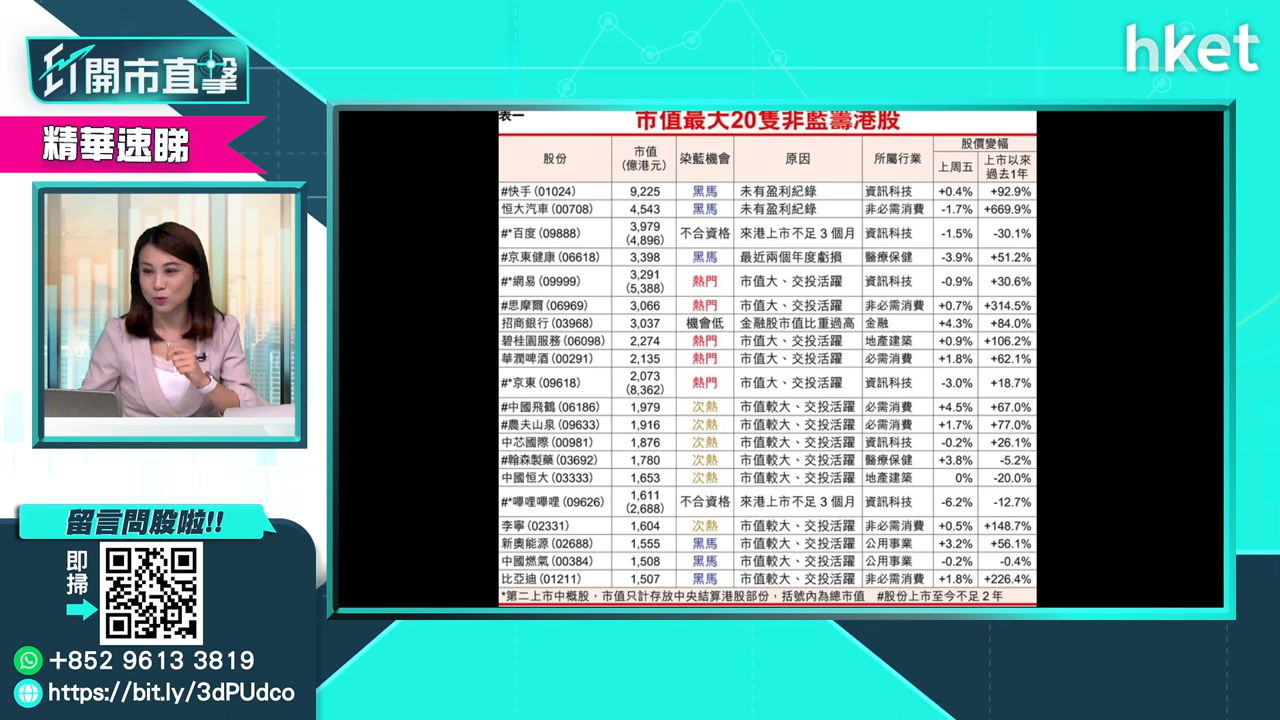 ET開市直擊
hket
精華速睇
表一
市值最大20隻非藍籌港股
股份 市值(億港元) 染藍機會 原因 所屬行業 股價變幅 上周五 上市以來過去1年
#快手(01024) 9,225 黑馬 未有盈利紀錄 資訊科技 +0.4% +92.9%
恒大汽車(00708) 4,543 黑馬 未有盈利紀錄 非必需消費 -1.7% +669.9%
#*百度(09888) 3,979 (4,896) 不合資格 來港上市不足3個月 資訊科技 -1.5% -30.1%
#京東健康(06618) 3,398 黑馬 最近兩個年度虧損 醫療保健 -3.9% +51.2%
#*網易(09999) 3,291 (5,388) 熱門 市值大、交投活躍 資訊科技 -0.9% +30.6%
#思摩爾(06969) 3,066 熱門 市值大、交投活躍 非必需消費 +0.7% +314.5%
招商銀行(03968) 3,037 機會低 金融股市值比重過高 金融 +4.3% +84.0%
碧桂園服務(06098) 2,274 熱門 市值大、交投活躍 地產建築 +0.9% +106.2%
華潤啤酒(00291) 2,135 熱門 市值大、交投活躍 必需消費 +1.8% +62.1%
#*京東(09618) 2,073 (8,362) 熱門 市值大、交投活躍 資訊科技 -3.0% +18.7%
#中國飛鶴(06186) 1,979 次熱 市值較大、交投活躍 必需消費 +4.5% +67.0%
#農夫山泉(09633) 1,916 次熱 市值較大、交投活躍 必需消費 +1.7% +77.0%
中芯國際(00981) 1,876 次熱 市值較大、交投活躍 資訊科技 -0.2% +26.1%
#翰森製藥(03692) 1,780 次熱 市值較大、交投活躍 醫療保健 +3.8% -5.2%
中國恒大(03333) 1,653 次熱 市值較大、交投活躍 地產建築 0% -20.0%
#*嗶哩嗶哩(09626) 1,611 (2,688) 不合資格 來港上市不足3個月 資訊科技 -6.2% -12.7%
李寧(02331) 1,604 次熱 市值較大、交投活躍 非必需消費 +0.5% +148.7%
新奧能源(02688) 1,555 黑馬 市值較大、交投活躍 公用事業 +3.2% +56.1%
中國燃氣(00384) 1,508 黑馬 市值較大、交投活躍 公用事業 -0.2% -0.4%
比亞迪(01211) 1,507 黑馬 市值較大、交投活躍 非必需消費 +1.8% +226.4%
*第二上市中概股，市值只計存放中央結算港股部份，括號內為總市值 #股份上市至今不足2年
留言問股啦!!
即掃
+852 9613 3819
https://bit.ly/3dPUdco